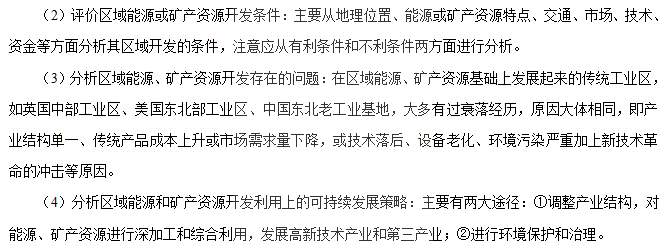 （2）评价区域能源或矿产资源开发条件：主要从地理位置、能源或矿产资源特点、交通、市场、技术、
资金等方面分析其区域开发的条件，注意应从有利条件和不利条件两方面进行分析。
（3）分析区域能源、矿产资源开发存在的问题：在区域能源、矿产资源基础上发展起来的传统工业区，
如英国中部工业区、美国东北部工业区、中国东北老工业基地，大多有过衰落经历，原因大体相同，即产
业结构单一、传统产品成本上升或市场需求量下降，或技术落后、设备老化、环境污染严重加上新技术革
命的冲击等原因。
（4）分析区域能源和矿产资源开发利用上的可持续发展策略：主要有两大途径：①调整产业结构，对
能源、矿产资源进行深加工和综合利用，发展高新技术产业和第三产业；②进行环境保护和治理。